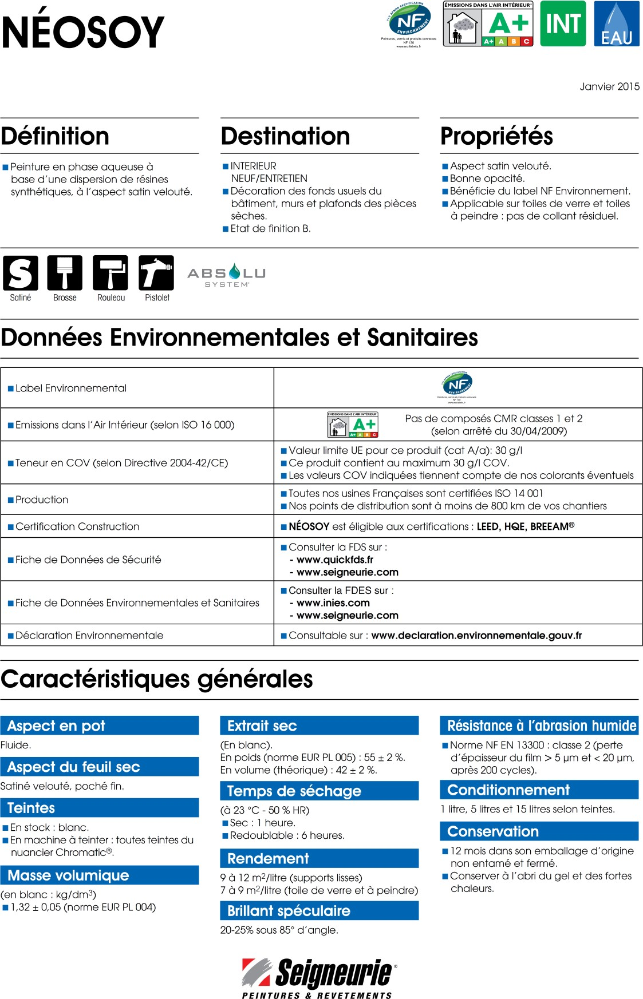 NÉOSOY
PAR AFNOR CERTIFICATION
NF
ENVIRONNEMENT
Peintures, vernis et produits connexes
NF 130
www.ecolabels.fr
ÉMISSIONS DANS L'AIR INTÉRIEUR*
A+
A+ A B C
INT
EAU
Janvier 2015
Définition
Peinture en phase aqueuse à
base d'une dispersion de résines
synthétiques, à l'aspect satin velouté.
Destination
INTERIEUR
NEUF/ENTRETIEN
Décoration des fonds usuels du
bâtiment, murs et plafonds des pièces
sèches.
Etat de finition B.
Propriétés
Aspect satin velouté.
Bonne opacité.
Bénéficie du label NF Environnement.
Applicable sur toiles de verre et toiles
à peindre : pas de collant résiduel.
S
Satiné
Brosse
Rouleau
Pistolet
ABSOLU
SYSTEM
Données Environnementales et Sanitaires
Label Environnemental
PAR AFNOR CERTIFICATION
NF
ENVIRONNEMENT
Peintures, vernis et produits connexes
NF 130
www.ecolabels.fr
Emissions dans l'Air Intérieur (selon ISO 16 000)
ÉMISSIONS DANS L'AIR INTÉRIEUR*
A+
A+ A B C
Pas de composés CMR classes 1 et 2
(selon arrêté du 30/04/2009)
Teneur en COV (selon Directive 2004-42/CE)
Valeur limite UE pour ce produit (cat A/a): 30 g/l
Ce produit contient au maximum 30 g/l COV.
Les valeurs COV indiquées tiennent compte de nos colorants éventuels
Production
Toutes nos usines Françaises sont certifiées ISO 14 001
Nos points de distribution sont à moins de 800 km de vos chantiers
Certification Construction
NÉOSOY est éligible aux certifications : LEED, HQE, BREEAM®
Fiche de Données de Sécurité
Consulter la FDS sur :
- www.quickfds.fr
- www.seigneurie.com
Fiche de Données Environnementales et Sanitaires
Consulter la FDES sur :
- www.inies.com
- www.seigneurie.com
Déclaration Environnementale
Consultable sur : www.declaration.environnementale.gouv.fr
Caractéristiques générales
Aspect en pot
Fluide.
Aspect du feuil sec
Satiné velouté, poché fin.
Teintes
En stock : blanc.
En machine à teinter : toutes teintes du
nuancier Chromatic®.
Masse volumique
(en blanc : kg/dm³)
1,32 ± 0,05 (norme EUR PL 004)
Extrait sec
(En blanc).
En poids (norme EUR PL 005) : 55 ± 2 %.
En volume (théorique) : 42 ± 2 %.
Temps de séchage
(à 23 °C - 50 % HR)
Sec : 1 heure.
Redoublable : 6 heures.
Rendement
9 à 12 m²/litre (supports lisses)
7 à 9 m²/litre (toile de verre et à peindre)
Brillant spéculaire
20-25% sous 85° d'angle.
Résistance à l'abrasion humide
Norme NF EN 13300 : classe 2 (perte
d'épaisseur du film > 5 µm et < 20 µm,
après 200 cycles).
Conditionnement
1 litre, 5 litres et 15 litres selon teintes.
Conservation
12 mois dans son emballage d'origine
non entamé et fermé.
Conserver à l'abri du gel et des fortes
chaleurs.
Seigneurie®
PEINTURES & REVETEMENTS